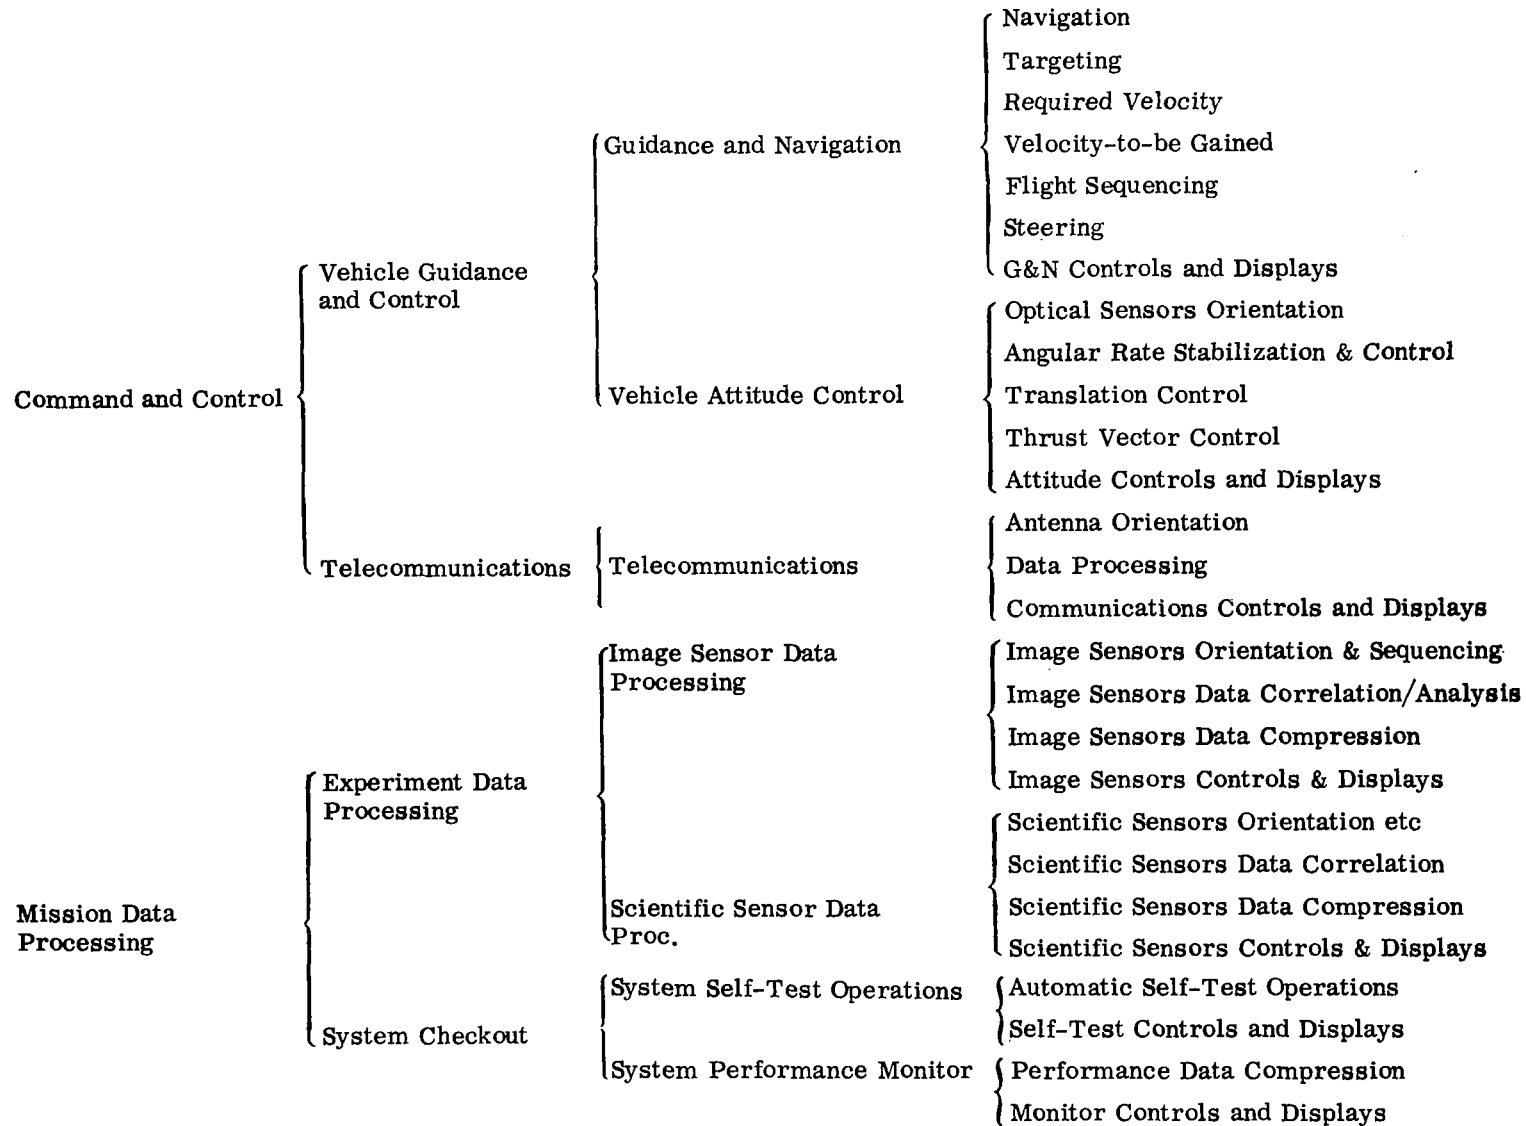 Command and Control
Vehicle Guidance
and Control
Guidance and Navigation
Navigation
Targeting
Required Velocity
Velocity-to-be Gained
Flight Sequencing
Steering
G&N Controls and Displays
Vehicle Attitude Control
Optical Sensors Orientation
Angular Rate Stabilization & Control
Translation Control
Thrust Vector Control
Attitude Controls and Displays
Telecommunications
Telecommunications
Antenna Orientation
Data Processing
Communications Controls and Displays
Mission Data
Processing
Experiment Data
Processing
Image Sensor Data
Processing
Image Sensors Orientation & Sequencing
Image Sensors Data Correlation/Analysis
Image Sensors Data Compression
Image Sensors Controls & Displays
Scientific Sensor Data
Proc.
Scientific Sensors Orientation etc
Scientific Sensors Data Correlation
Scientific Sensors Data Compression
Scientific Sensors Controls & Displays
System Checkout
System Self-Test Operations
Automatic Self-Test Operations
Self-Test Controls and Displays
System Performance Monitor
Performance Data Compression
Monitor Controls and Displays